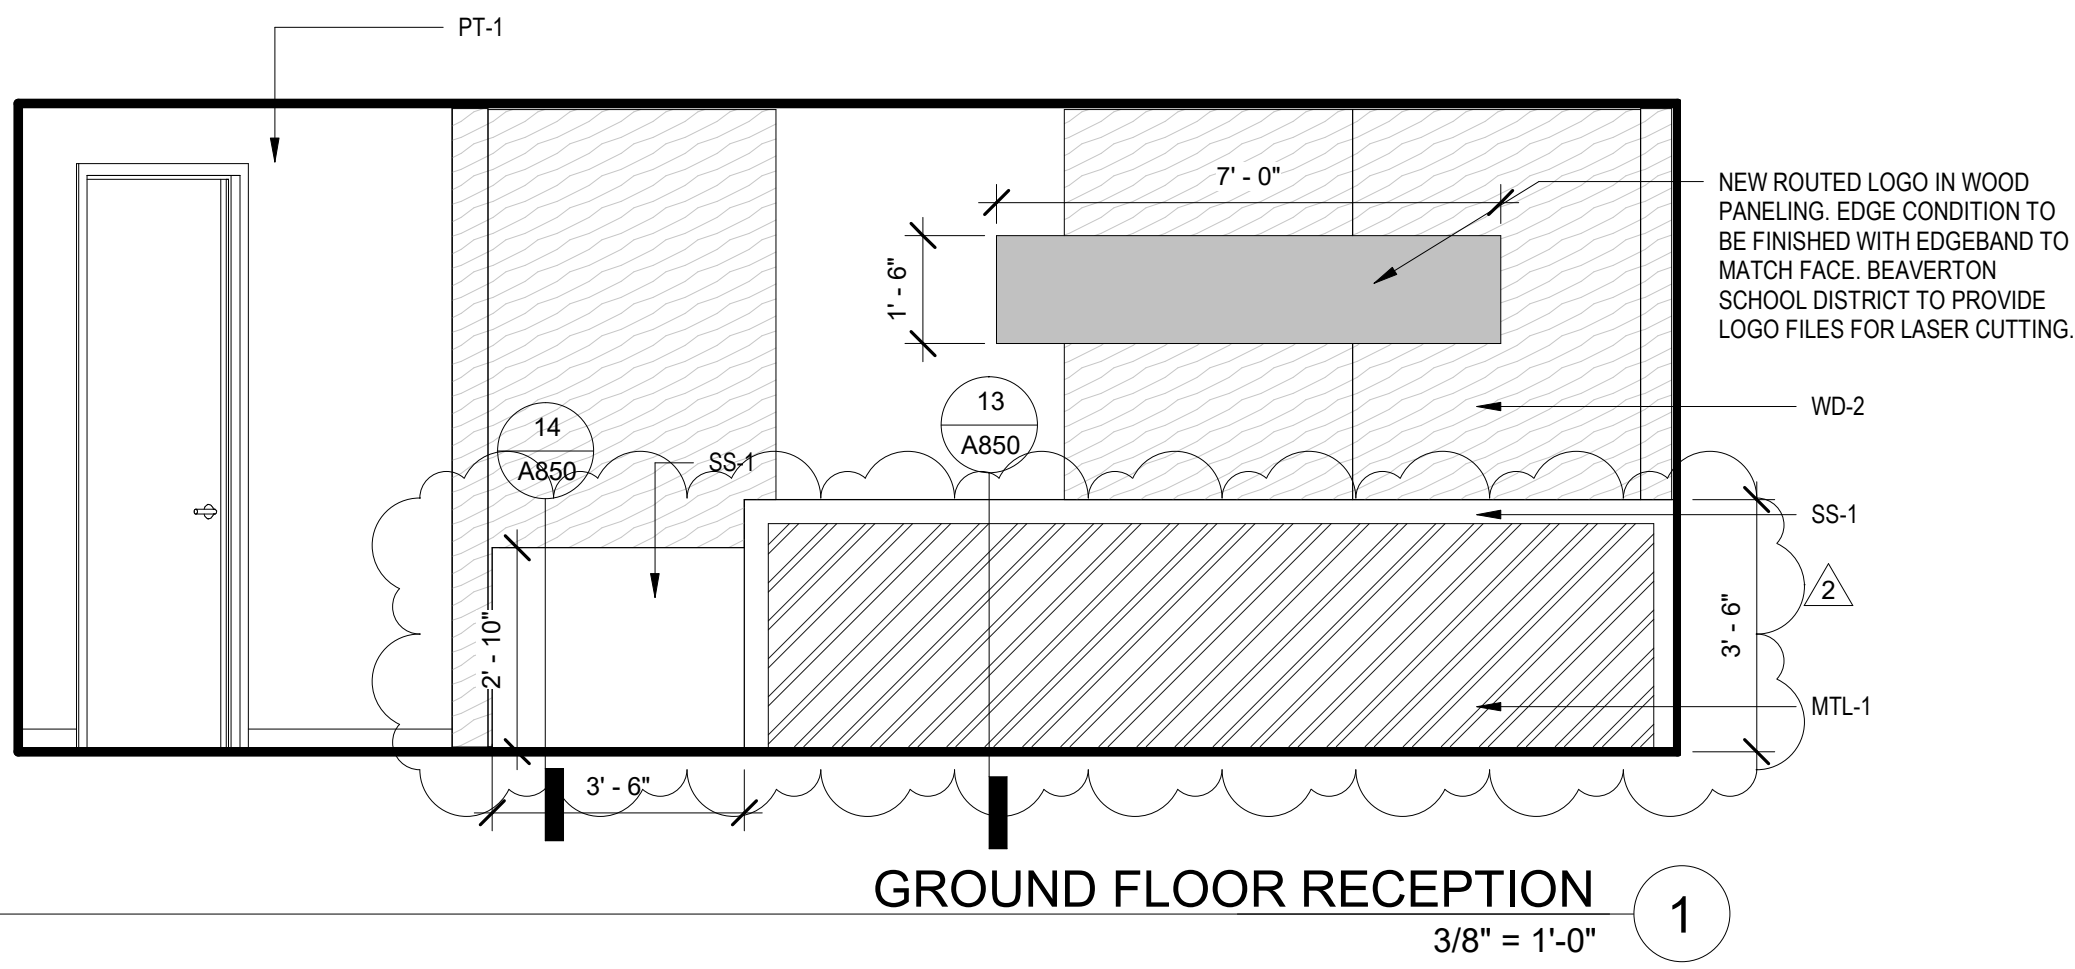 PT-1
7' - 0"
NEW ROUTED LOGO IN WOOD
PANELING. EDGE CONDITION TO
BE FINISHED WITH EDGEBAND TO
MATCH FACE. BEAVERTON
SCHOOL DISTRICT TO PROVIDE
LOGO FILES FOR LASER CUTTING.
1' - 6"
14
A850
SS-1
13
A850
WD-2
SS-1
2
3' - 6"
2' - 10"
MTL-1
3' - 6"
GROUND FLOOR RECEPTION
1
3/8" = 1'-0"